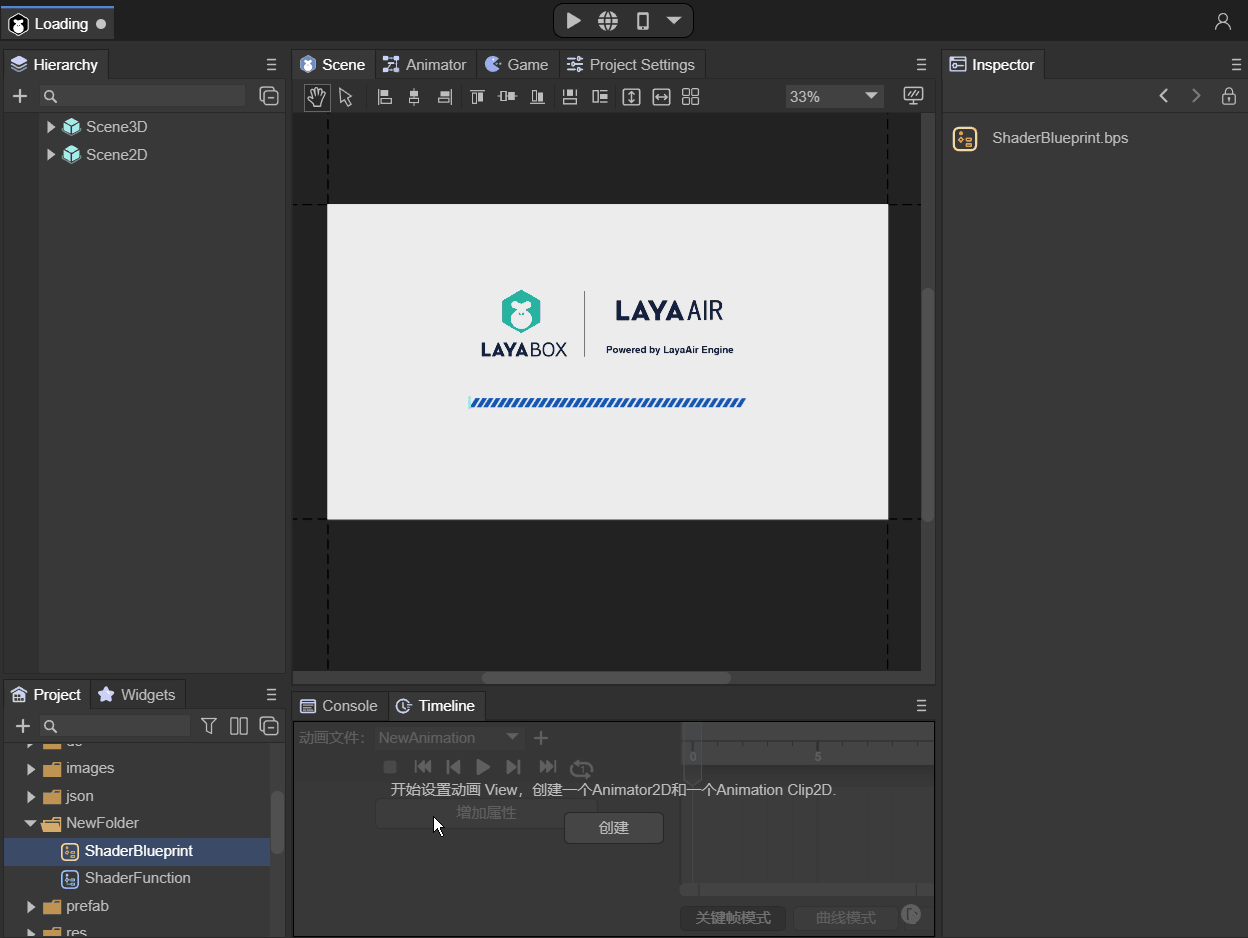 Loading
Hierarchy
Scene3D
Scene2D
Scene
Animator
Game
Project Settings
33%
LAYABOX
LAYAAIR
Powered by LayaAir Engine
Inspector
ShaderBlueprint.bps
Project
Widgets
images
json
NewFolder
ShaderBlueprint
ShaderFunction
prefab
res
Console
Timeline
动画文件:
NewAnimation
0
5
开始设置动画 View，创建一个Animator2D和一个Animation Clip2D.
增加属性
创建
关键帧模式
曲线模式